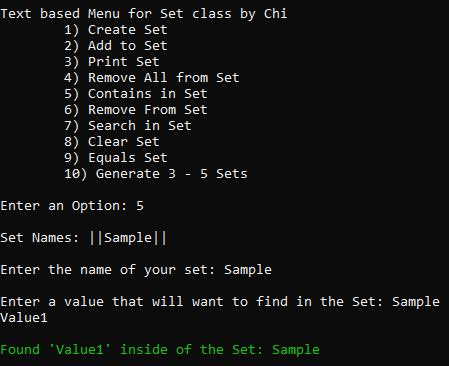 Text based Menu for Set class by Chi
1) Create Set
2) Add to Set
3) Print Set
4) Remove All from Set
5) Contains in Set
6) Remove From Set
7) Search in Set
8) Clear Set
9) Equals Set
10) Generate 3 - 5 Sets
Enter an Option: 5
Set Names: ||Sample||
Enter the name of your set: Sample
Enter a value that will want to find in the Set: Sample
Value1
Found 'Value1' inside of the Set: Sample